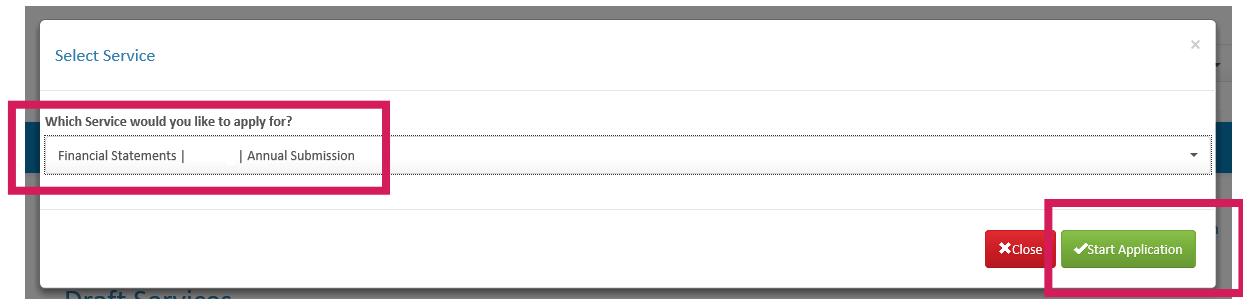 Select Service
×
Which Service would you like to apply for?
Financial Statements | | Annual Submission
Close
Start Application
Draft Services